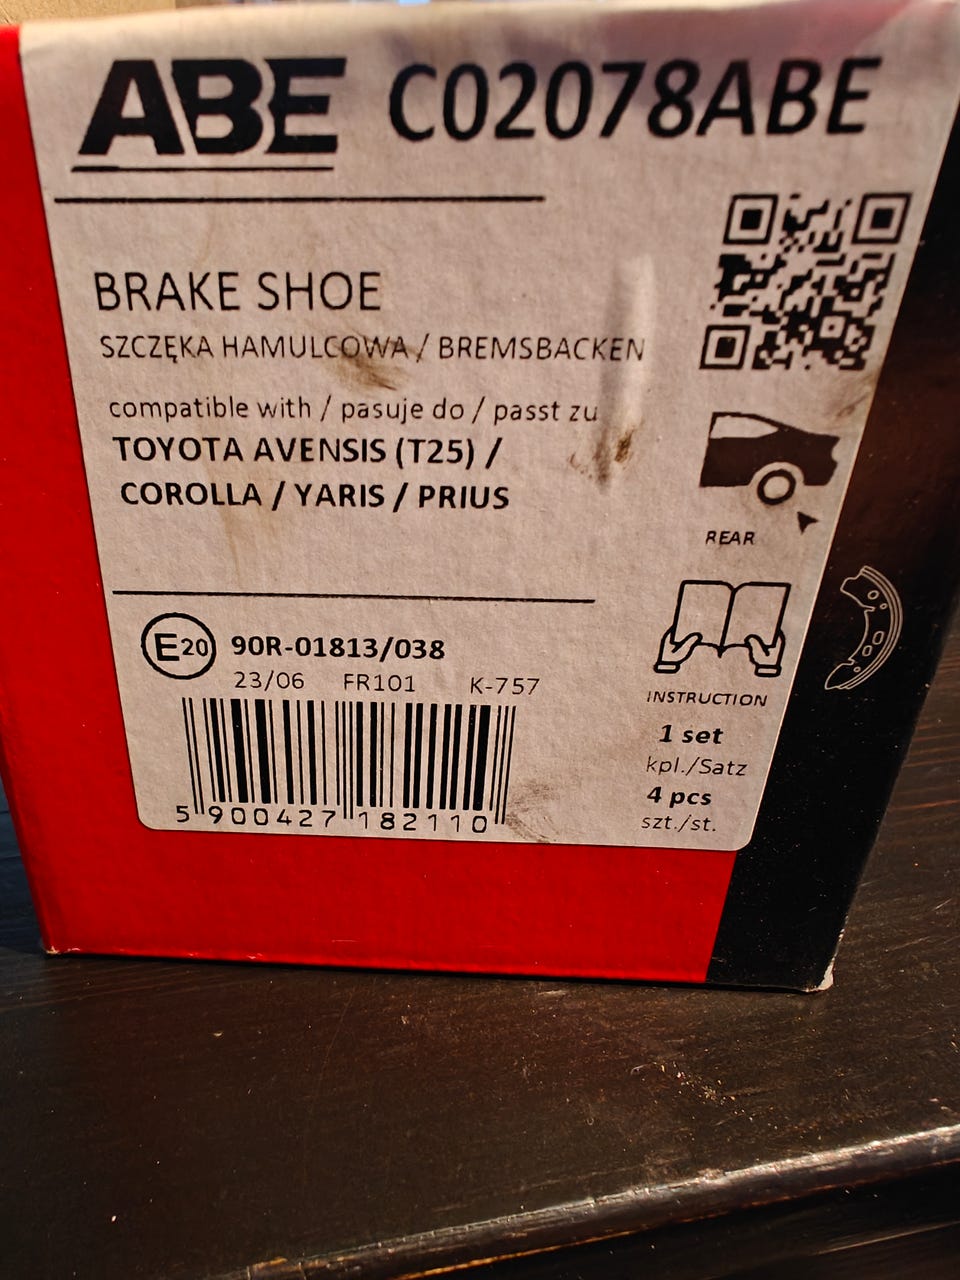 ABE C02078ABE
BRAKE SHOE
SZCZĘKA HAMULCOWA / BREMSBACKEN
compatible with / pasuje do / passt zu
TOYOTA AVENSIS (T25) /
COROLLA / YARIS / PRIUS
REAR
E20 90R-01813/038
23/06 FR101 K-757
INSTRUCTION
1 set
kpl./Satz
4 pcs
szt./st.
5 900427 182110